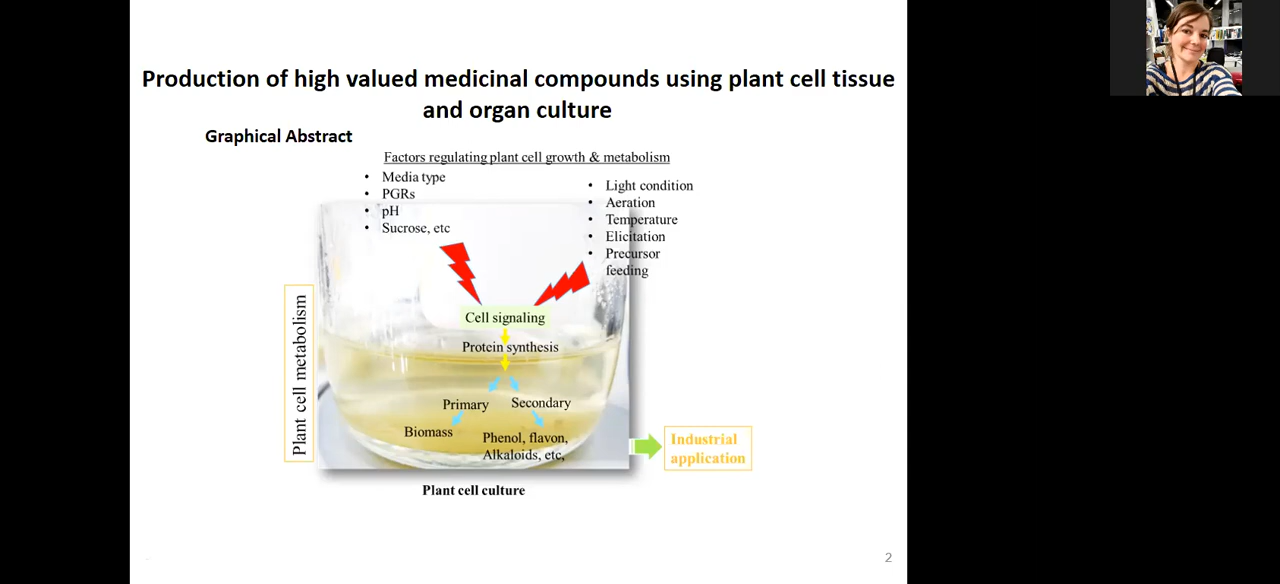 Production of high valued medicinal compounds using plant cell tissue
and organ culture
Graphical Abstract
Factors regulating plant cell growth & metabolism
• Media type
• PGRs
• pH
• Sucrose, etc
• Light condition
• Aeration
• Temperature
• Elicitation
• Precursor
feeding
Cell signaling
Protein synthesis
Primary
Secondary
Biomass
Phenol, flavon,
Alkaloids, etc,
Plant cell metabolism
Industrial
application
Plant cell culture
2